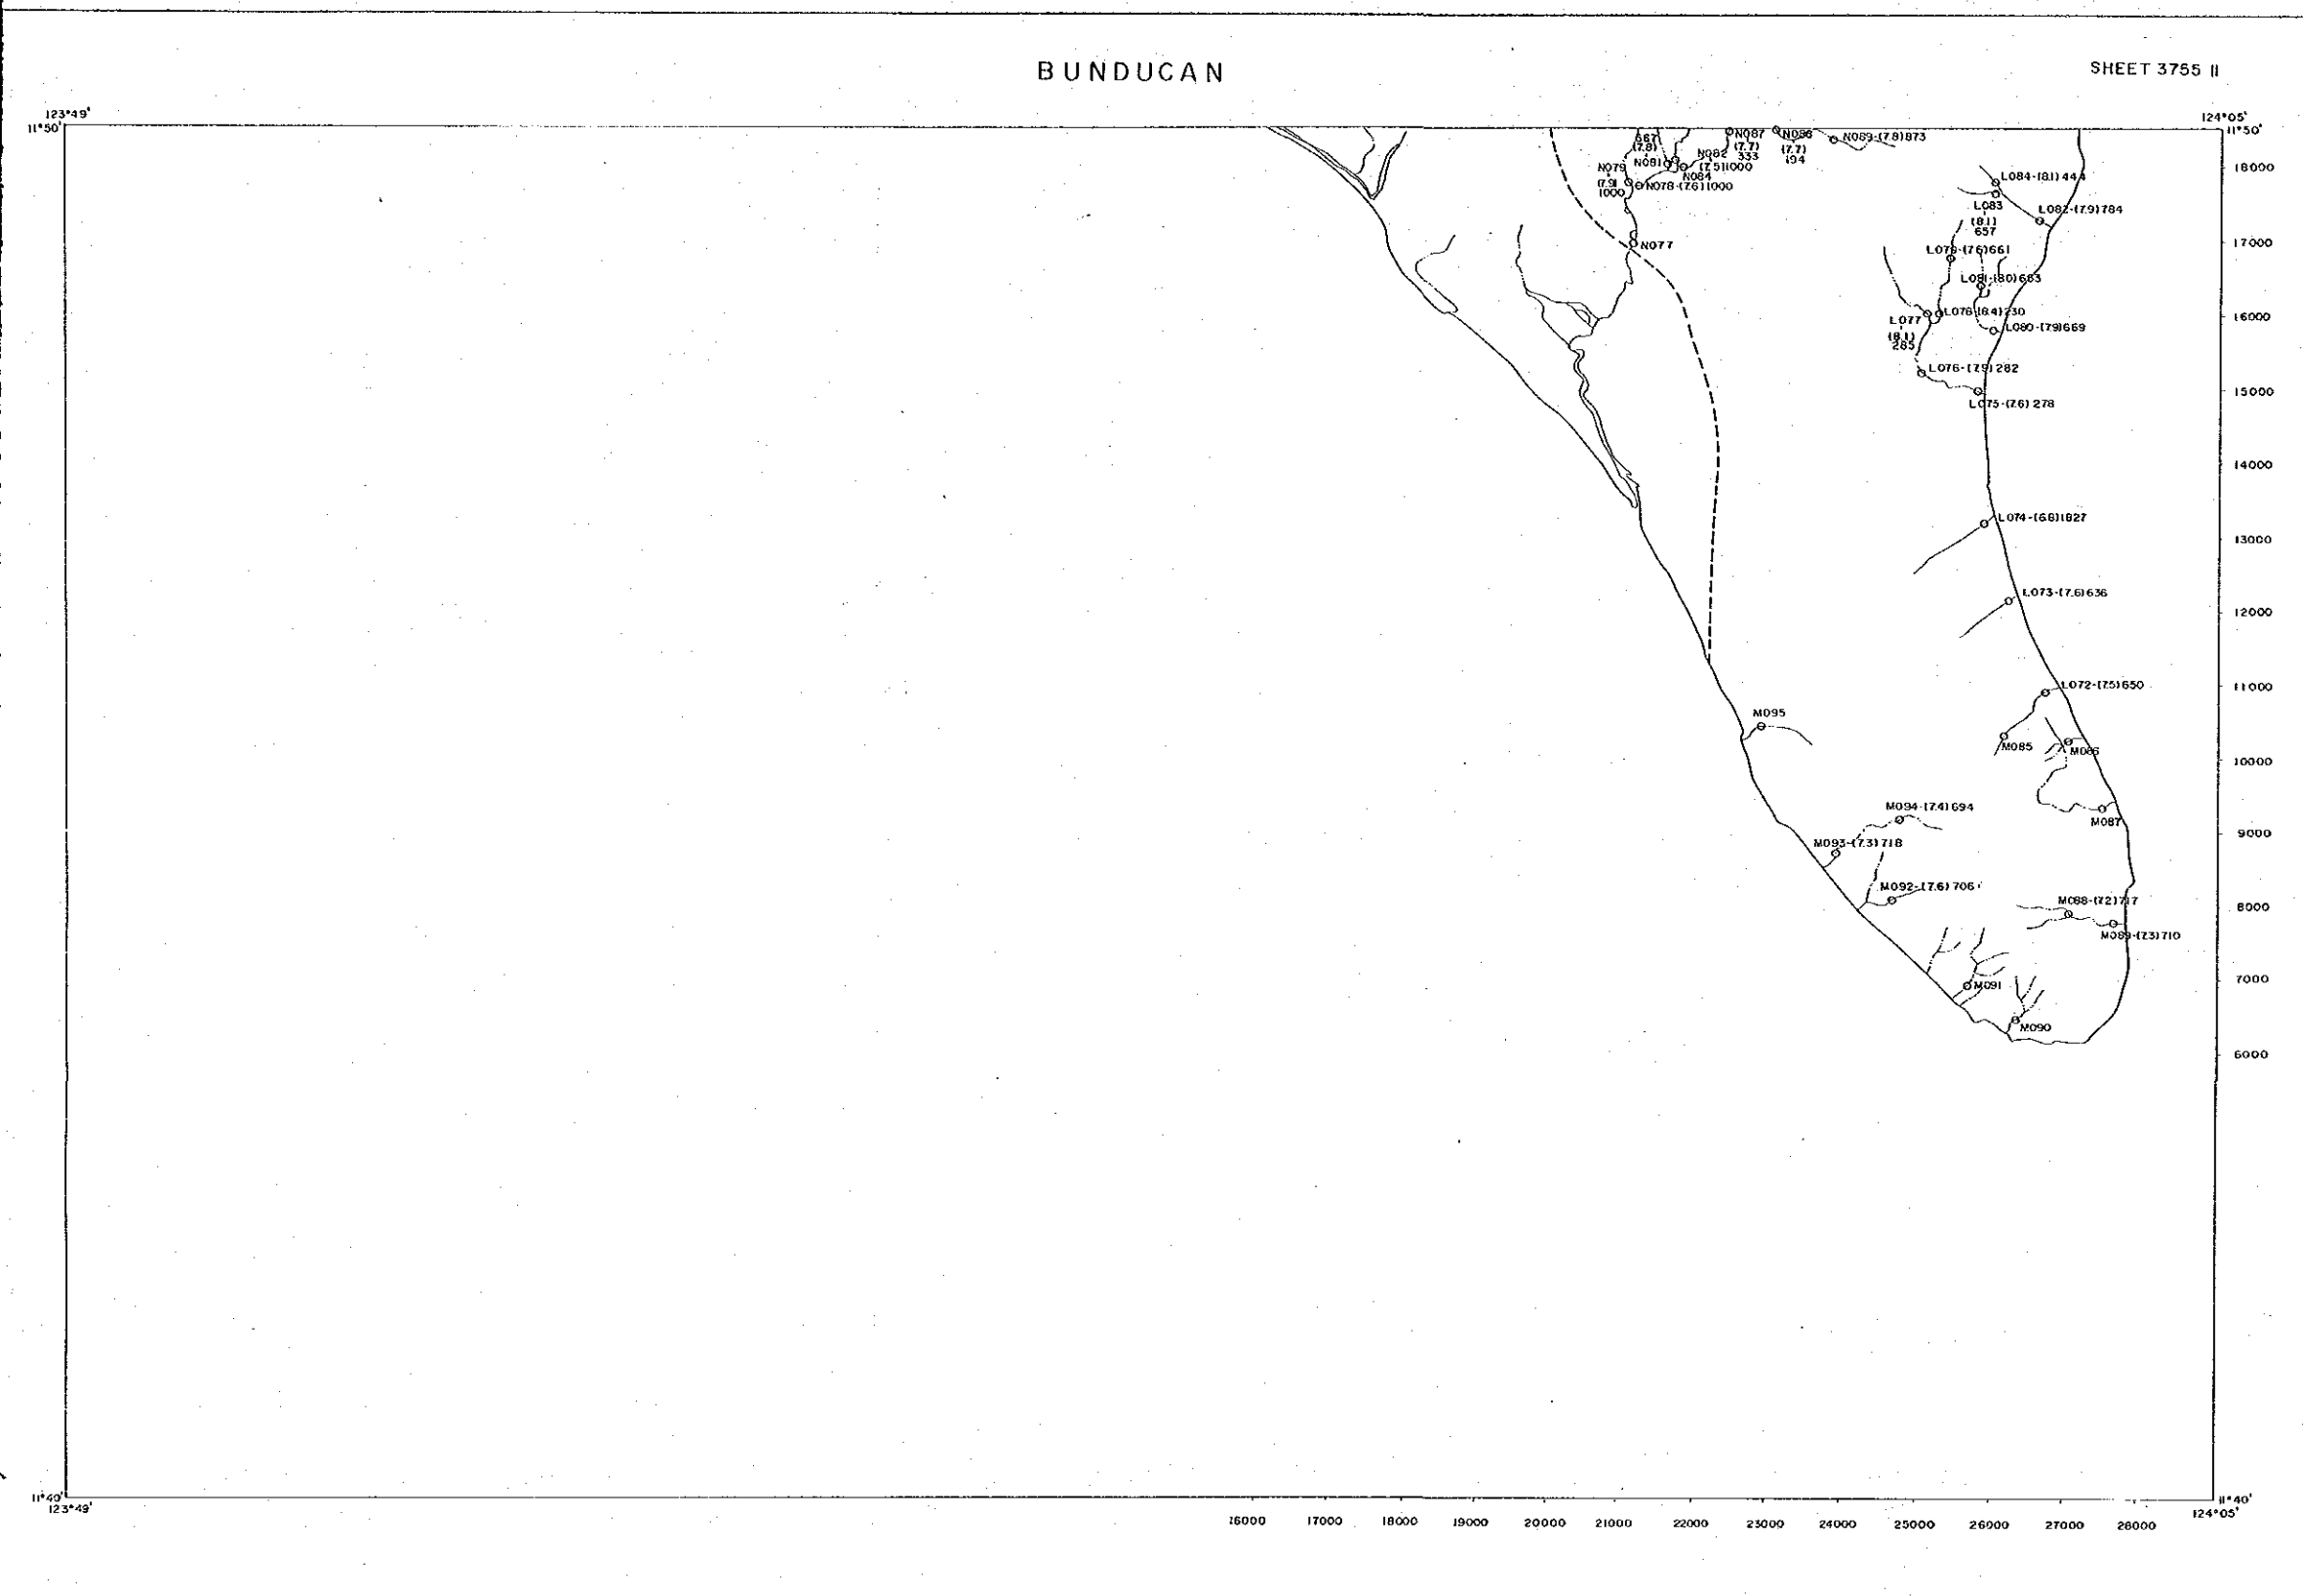 BUNDUCAN
SHEET 3755 II
123°49'
11°50'
124°05'
11°50'
667
(7.8)
N081
N087
(7.7)
333
N086
(7.7)
194
N089-(7.8)873
N082
(7.5)1000
N084
N079
(7.9)
1000
N078-(7.6)1000
N077
L084-(8.1)444
L083
(8.1)
657
L082-(7.9)784
L079-(7.6)661
L081-(8.0)683
L077
(8.1)
285
L078-(8.4)230
L080-(7.9)669
L076-(7.9)282
L075-(7.6)278
L074-(6.8)1827
L073-(7.6)636
L072-(7.5)650
M095
M085
M086
M094-(7.4)694
M087
M093-(7.3)718
M092-(7.6)706
M088-(7.2)717
M089-(7.3)710
M091
M090
18000
17000
16000
15000
14000
13000
12000
11000
10000
9000
8000
7000
6000
11°40'
123°49'
11°40'
124°05'
16000 17000 18000 19000 20000 21000 22000 23000 24000 25000 26000 27000 28000